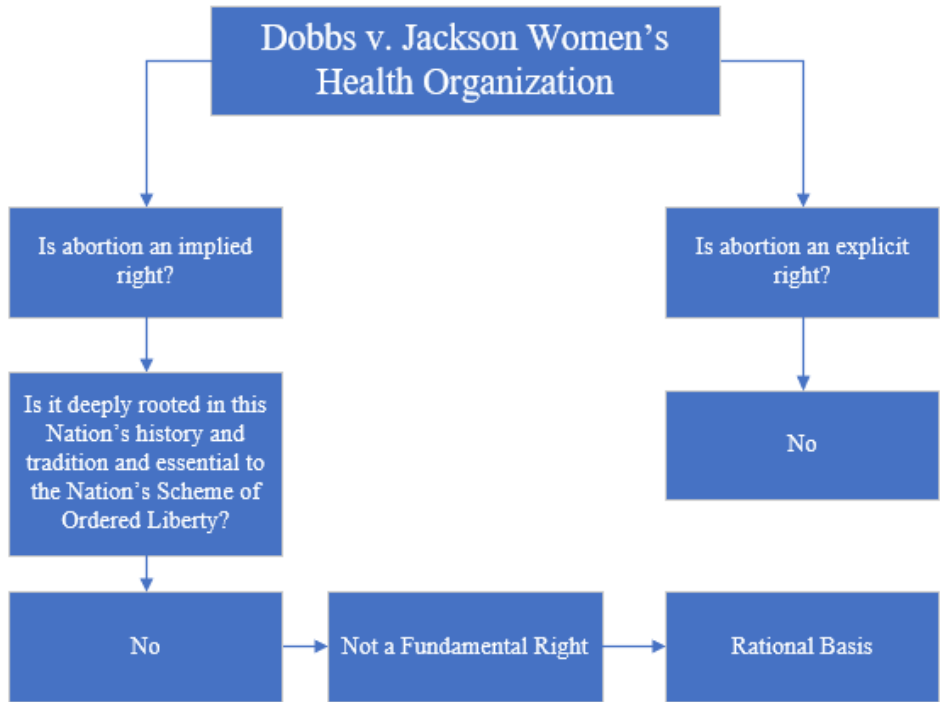 Dobbs v. Jackson Women’s
Health Organization
Is abortion an implied
right?
Is abortion an explicit
right?
Is it deeply rooted in this
Nation’s history and
tradition and essential to
the Nation’s Scheme of
Ordered Liberty?
No
No
Not a Fundamental Right
Rational Basis